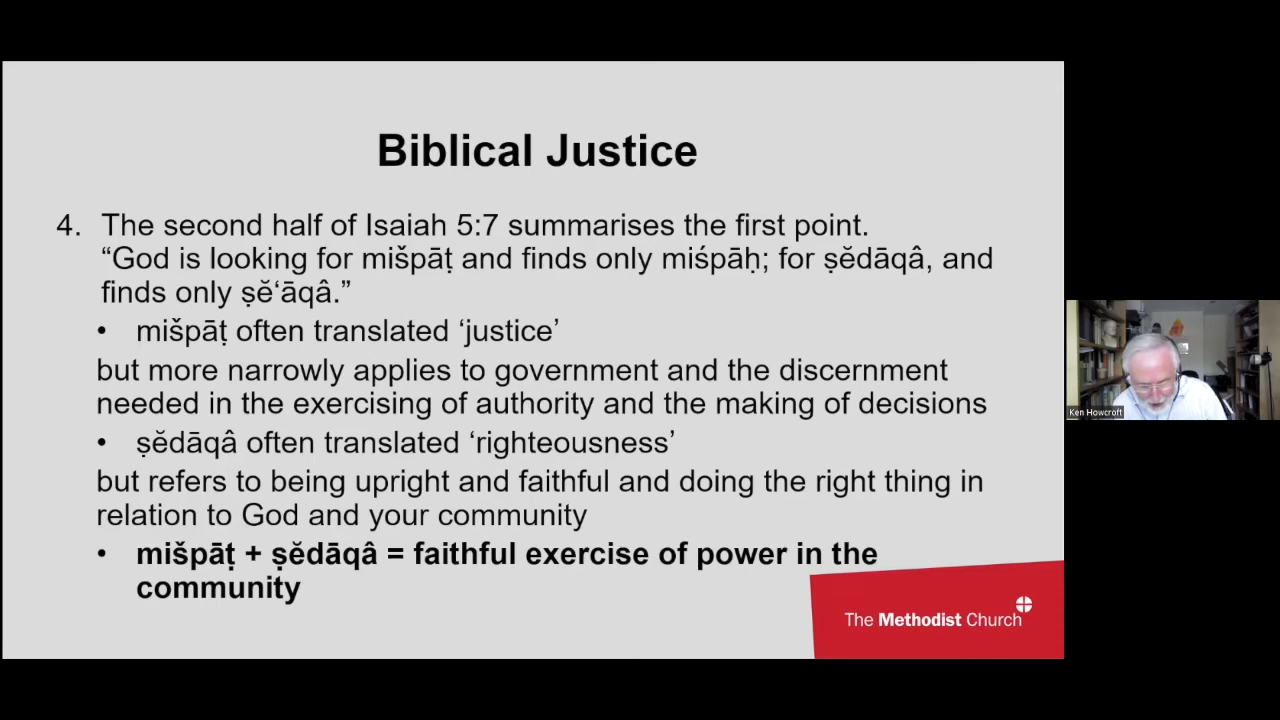 Biblical Justice
4. The second half of Isaiah 5:7 summarises the first point.
“God is looking for mišpāṭ and finds only miśpāḥ; for ṣĕdāqâ, and
finds only ṣĕ‘āqâ.”
• mišpāṭ often translated ‘justice’
but more narrowly applies to government and the discernment
needed in the exercising of authority and the making of decisions
• ṣĕdāqâ often translated ‘righteousness’
but refers to being upright and faithful and doing the right thing in
relation to God and your community
• mišpāṭ + ṣĕdāqâ = faithful exercise of power in the
community
The Methodist Church
Ken Howcroft